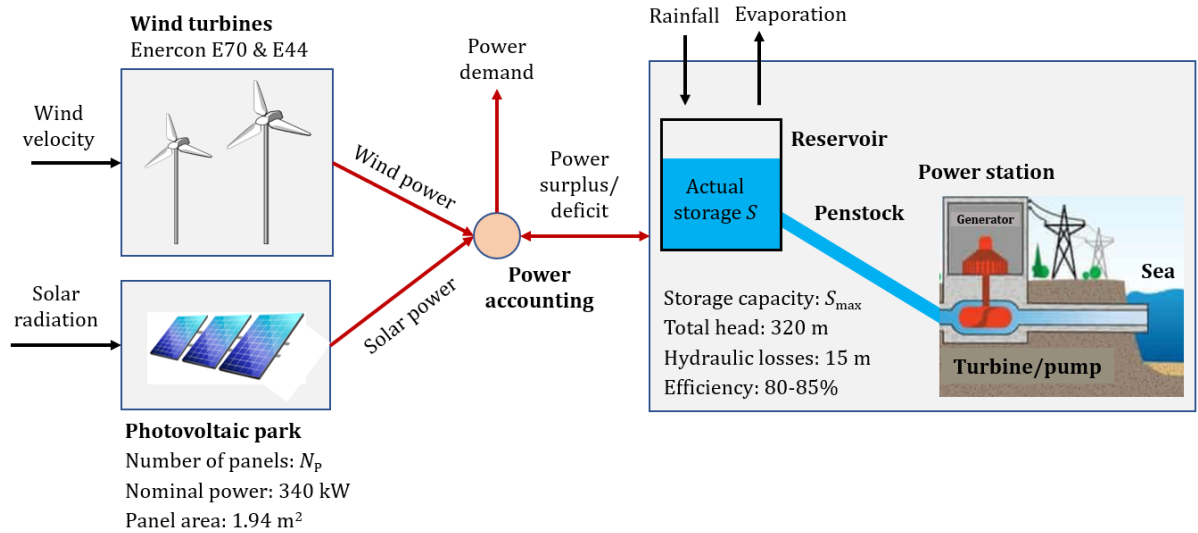 Wind turbines
Enercon E70 & E44
Wind
velocity
Wind power
Solar
radiation
Solar power
Photovoltaic park
Number of panels: NP
Nominal power: 340 kW
Panel area: 1.94 m²
Power
demand
Power
accounting
Power
surplus/
deficit
Rainfall
Evaporation
Reservoir
Actual
storage S
Penstock
Power station
Generator
Sea
Turbine/pump
Storage capacity: Smax
Total head: 320 m
Hydraulic losses: 15 m
Efficiency: 80-85%